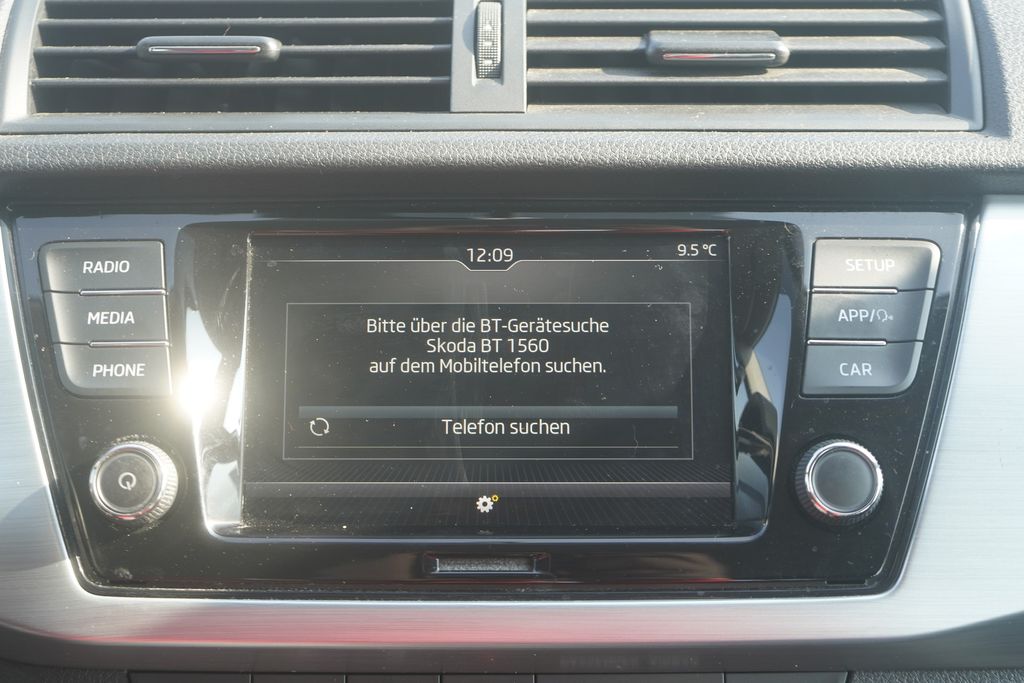 12:09
9.5 °C
RADIO
MEDIA
PHONE
Bitte über die BT-Gerätesuche
Skoda BT 1560
auf dem Mobiltelefon suchen.
Telefon suchen
SETUP
APP/
CAR